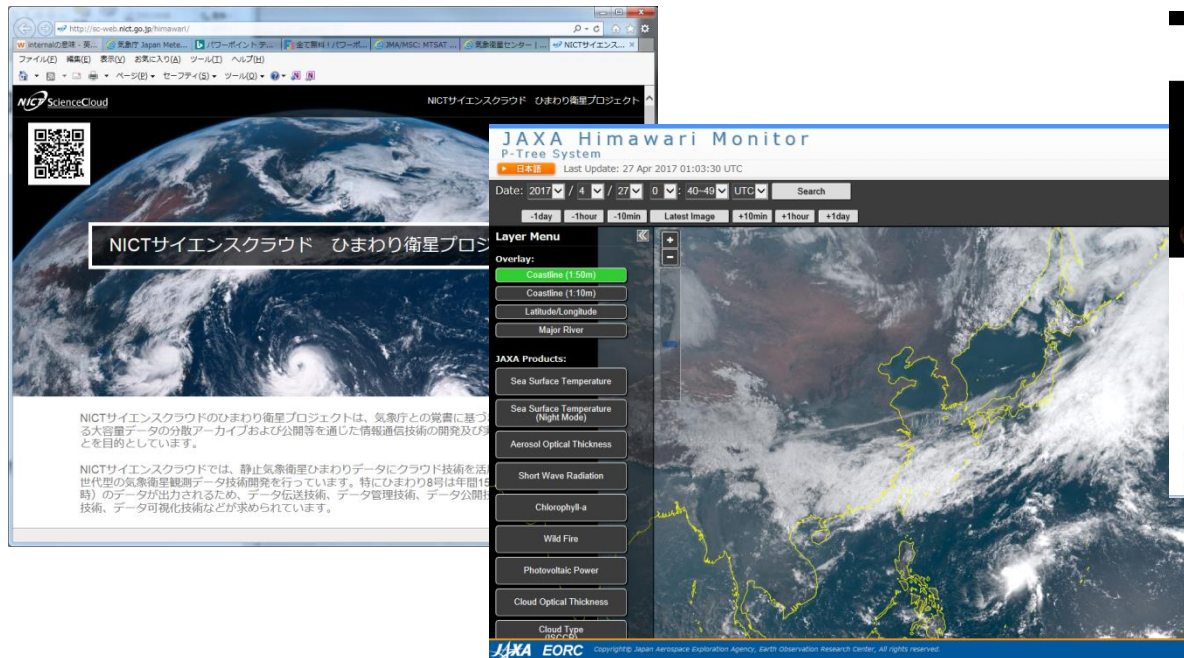 http://sc-web.nict.go.jp/himawari/
internalの意味 - 英...
気象庁 Japan Mete...
パワーポイント テ...
全て無料！パワーポ...
JMA/MSC: MTSAT ...
気象衛星センター | ...
NICTサイエンス...
ファイル(F) 編集(E) 表示(V) お気に入り(A) ツール(T) ヘルプ(H)
ページ(P) セーフティ(S) ツール(O)
NICT ScienceCloud
NICTサイエンスクラウド ひまわり衛星プロジェクト
NICTサイエンスクラウド ひまわり衛星プロジ
NICTサイエンスクラウドのひまわり衛星プロジェクトは、気象庁との覚書に基づ
る大容量データの分散アーカイブおよび公開等を通じた情報通信技術の開発及び
とを目的としています。
NICTサイエンスクラウドでは、静止気象衛星ひまわりデータにクラウド技術を活
世代型の気象衛星観測データ技術開発を行っています。特にひまわり8号は年間15
時）のデータが出力されるため、データ伝送技術、データ管理技術、データ公開
技術、データ可視化技術などが求められています。
JAXA Himawari Monitor
P-Tree System
日本語 Last Update: 27 Apr 2017 01:03:30 UTC
Date: 2017 / 4 / 27 0 : 40-49 UTC Search
-1day -1hour -10min Latest Image +10min +1hour +1day
Layer Menu
Overlay:
Coastline (1:50m)
Coastline (1:10m)
Latitude/Longitude
Major River
JAXA Products:
Sea Surface Temperature
Sea Surface Temperature
(Night Mode)
Aerosol Optical Thickness
Short Wave Radiation
Chlorophyll-a
Wild Fire
Photovoltaic Power
Cloud Optical Thickness
Cloud Type
(ISCCP)
JAXA EORC Copyright© Japan Aerospace Exploration Agency, Earth Observation Research Center, All rights reserved.